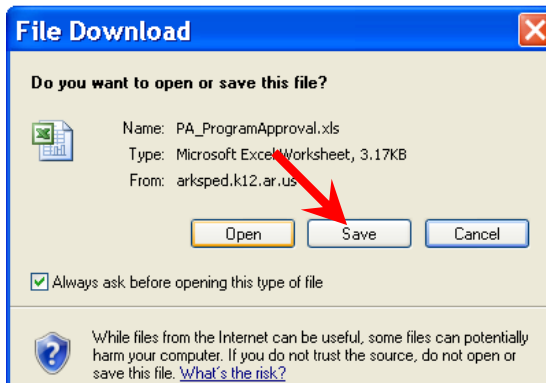 File Download
Do you want to open or save this file?
Name: PA_ProgramApproval.xls
Type: Microsoft Excel Worksheet, 3.17KB
From: arksped.k12.ar.us
Open Save Cancel
Always ask before opening this type of file
While files from the Internet can be useful, some files can potentially
harm your computer. If you do not trust the source, do not open or
save this file. What's the risk?